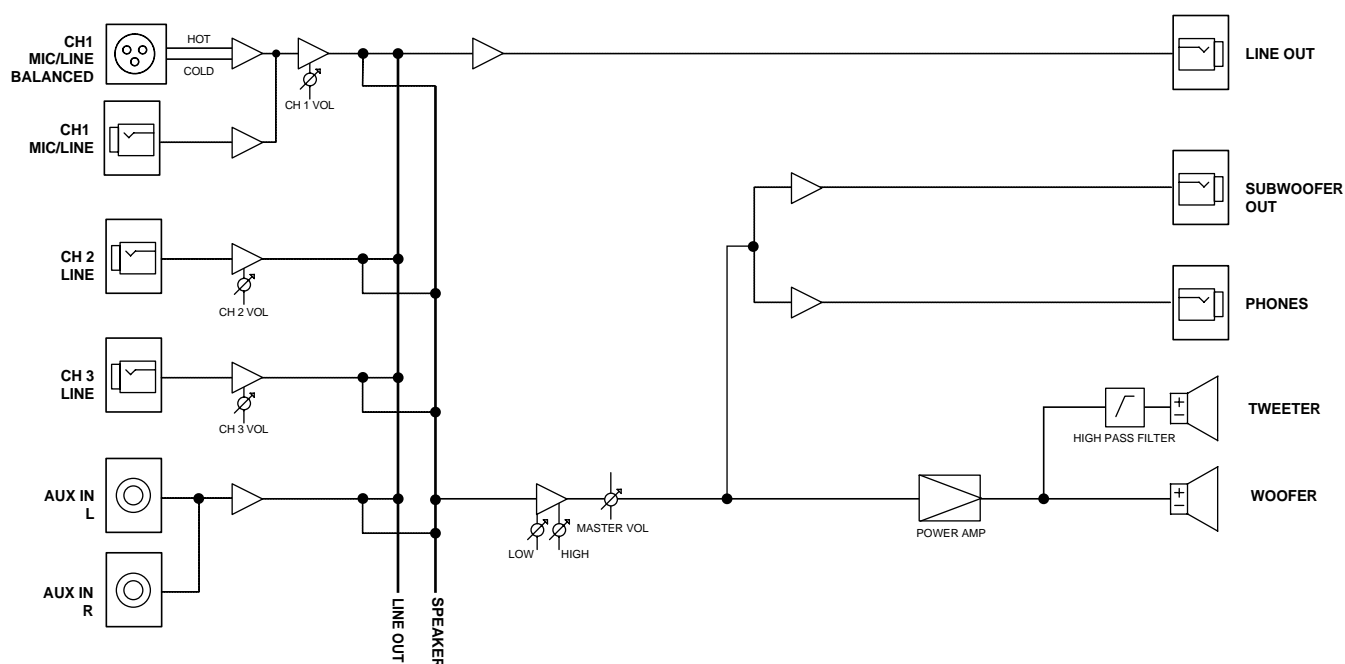 CH1
MIC/LINE
BALANCED
HOT
COLD
CH 1 VOL
LINE OUT
CH1
MIC/LINE
SUBWOOFER
OUT
CH 2
LINE
CH 2 VOL
PHONES
CH 3
LINE
CH 3 VOL
TWEETER
HIGH PASS FILTER
AUX IN
L
LOW
HIGH
MASTER VOL
POWER AMP
WOOFER
AUX IN
R
LINE OUT
SPEAKER